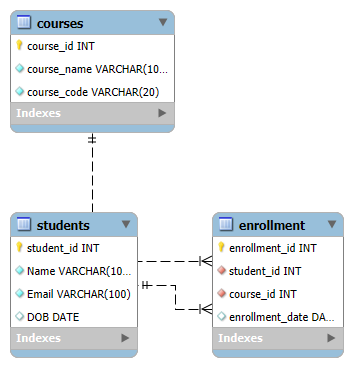 courses
course_id INT
course_name VARCHAR(10...
course_code VARCHAR(20)
Indexes
students
student_id INT
Name VARCHAR(10...
Email VARCHAR(100)
DOB DATE
Indexes
enrollment
enrollment_id INT
student_id INT
course_id INT
enrollment_date DA...
Indexes